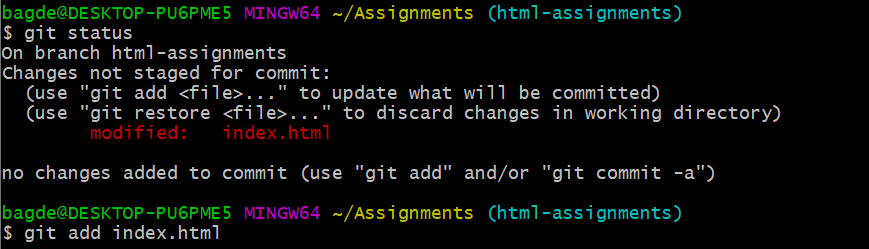 bagde@DESKTOP-PU6PME5 MINGW64 ~/Assignments (html-assignments)
$ git status
On branch html-assignments
Changes not staged for commit:
  (use "git add <file>..." to update what will be committed)
  (use "git restore <file>..." to discard changes in working directory)
        modified:   index.html

no changes added to commit (use "git add" and/or "git commit -a")

bagde@DESKTOP-PU6PME5 MINGW64 ~/Assignments (html-assignments)
$ git add index.html